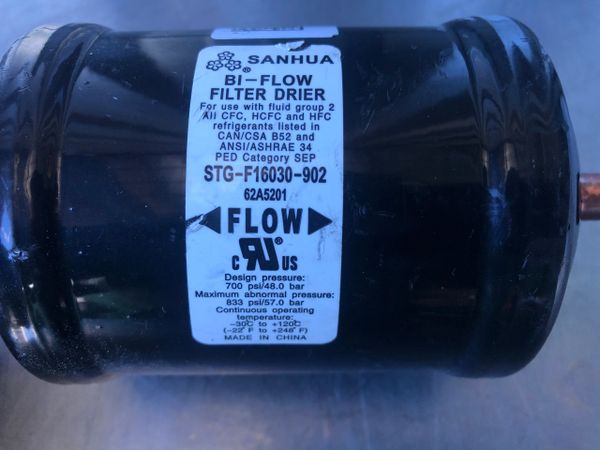 SANHUA
®
BI-FLOW
FILTER DRIER
For use with fluid group 2
All CFC, HCFC and HFC
refrigerants listed in
CAN/CSA B52 and
ANSI/ASHRAE 34
PED Category SEP
STG-F16030-902
62A5201
FLOW
C RU ® US
Design pressure:
700 psi/48.0 bar
Maximum abnormal pressure:
833 psi/57.0 bar
Continuous operating
temperature:
-30℃ to +120℃
(-22°F to +248°F)
MADE IN CHINA